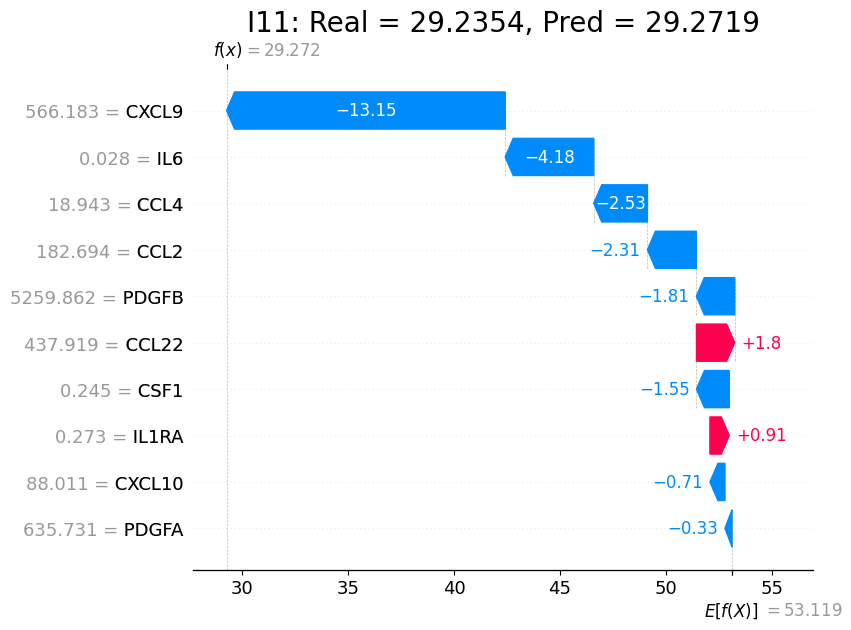 I11: Real = 29.2354, Pred = 29.2719
f(x) = 29.272
566.183 = CXCL9 −13.15
0.028 = IL6 −4.18
18.943 = CCL4 −2.53
182.694 = CCL2 −2.31
5259.862 = PDGFB −1.81
437.919 = CCL22 +1.8
0.245 = CSF1 −1.55
0.273 = IL1RA +0.91
88.011 = CXCL10 −0.71
635.731 = PDGFA −0.33
30 35 40 45 50 55
E[f(X)] = 53.119